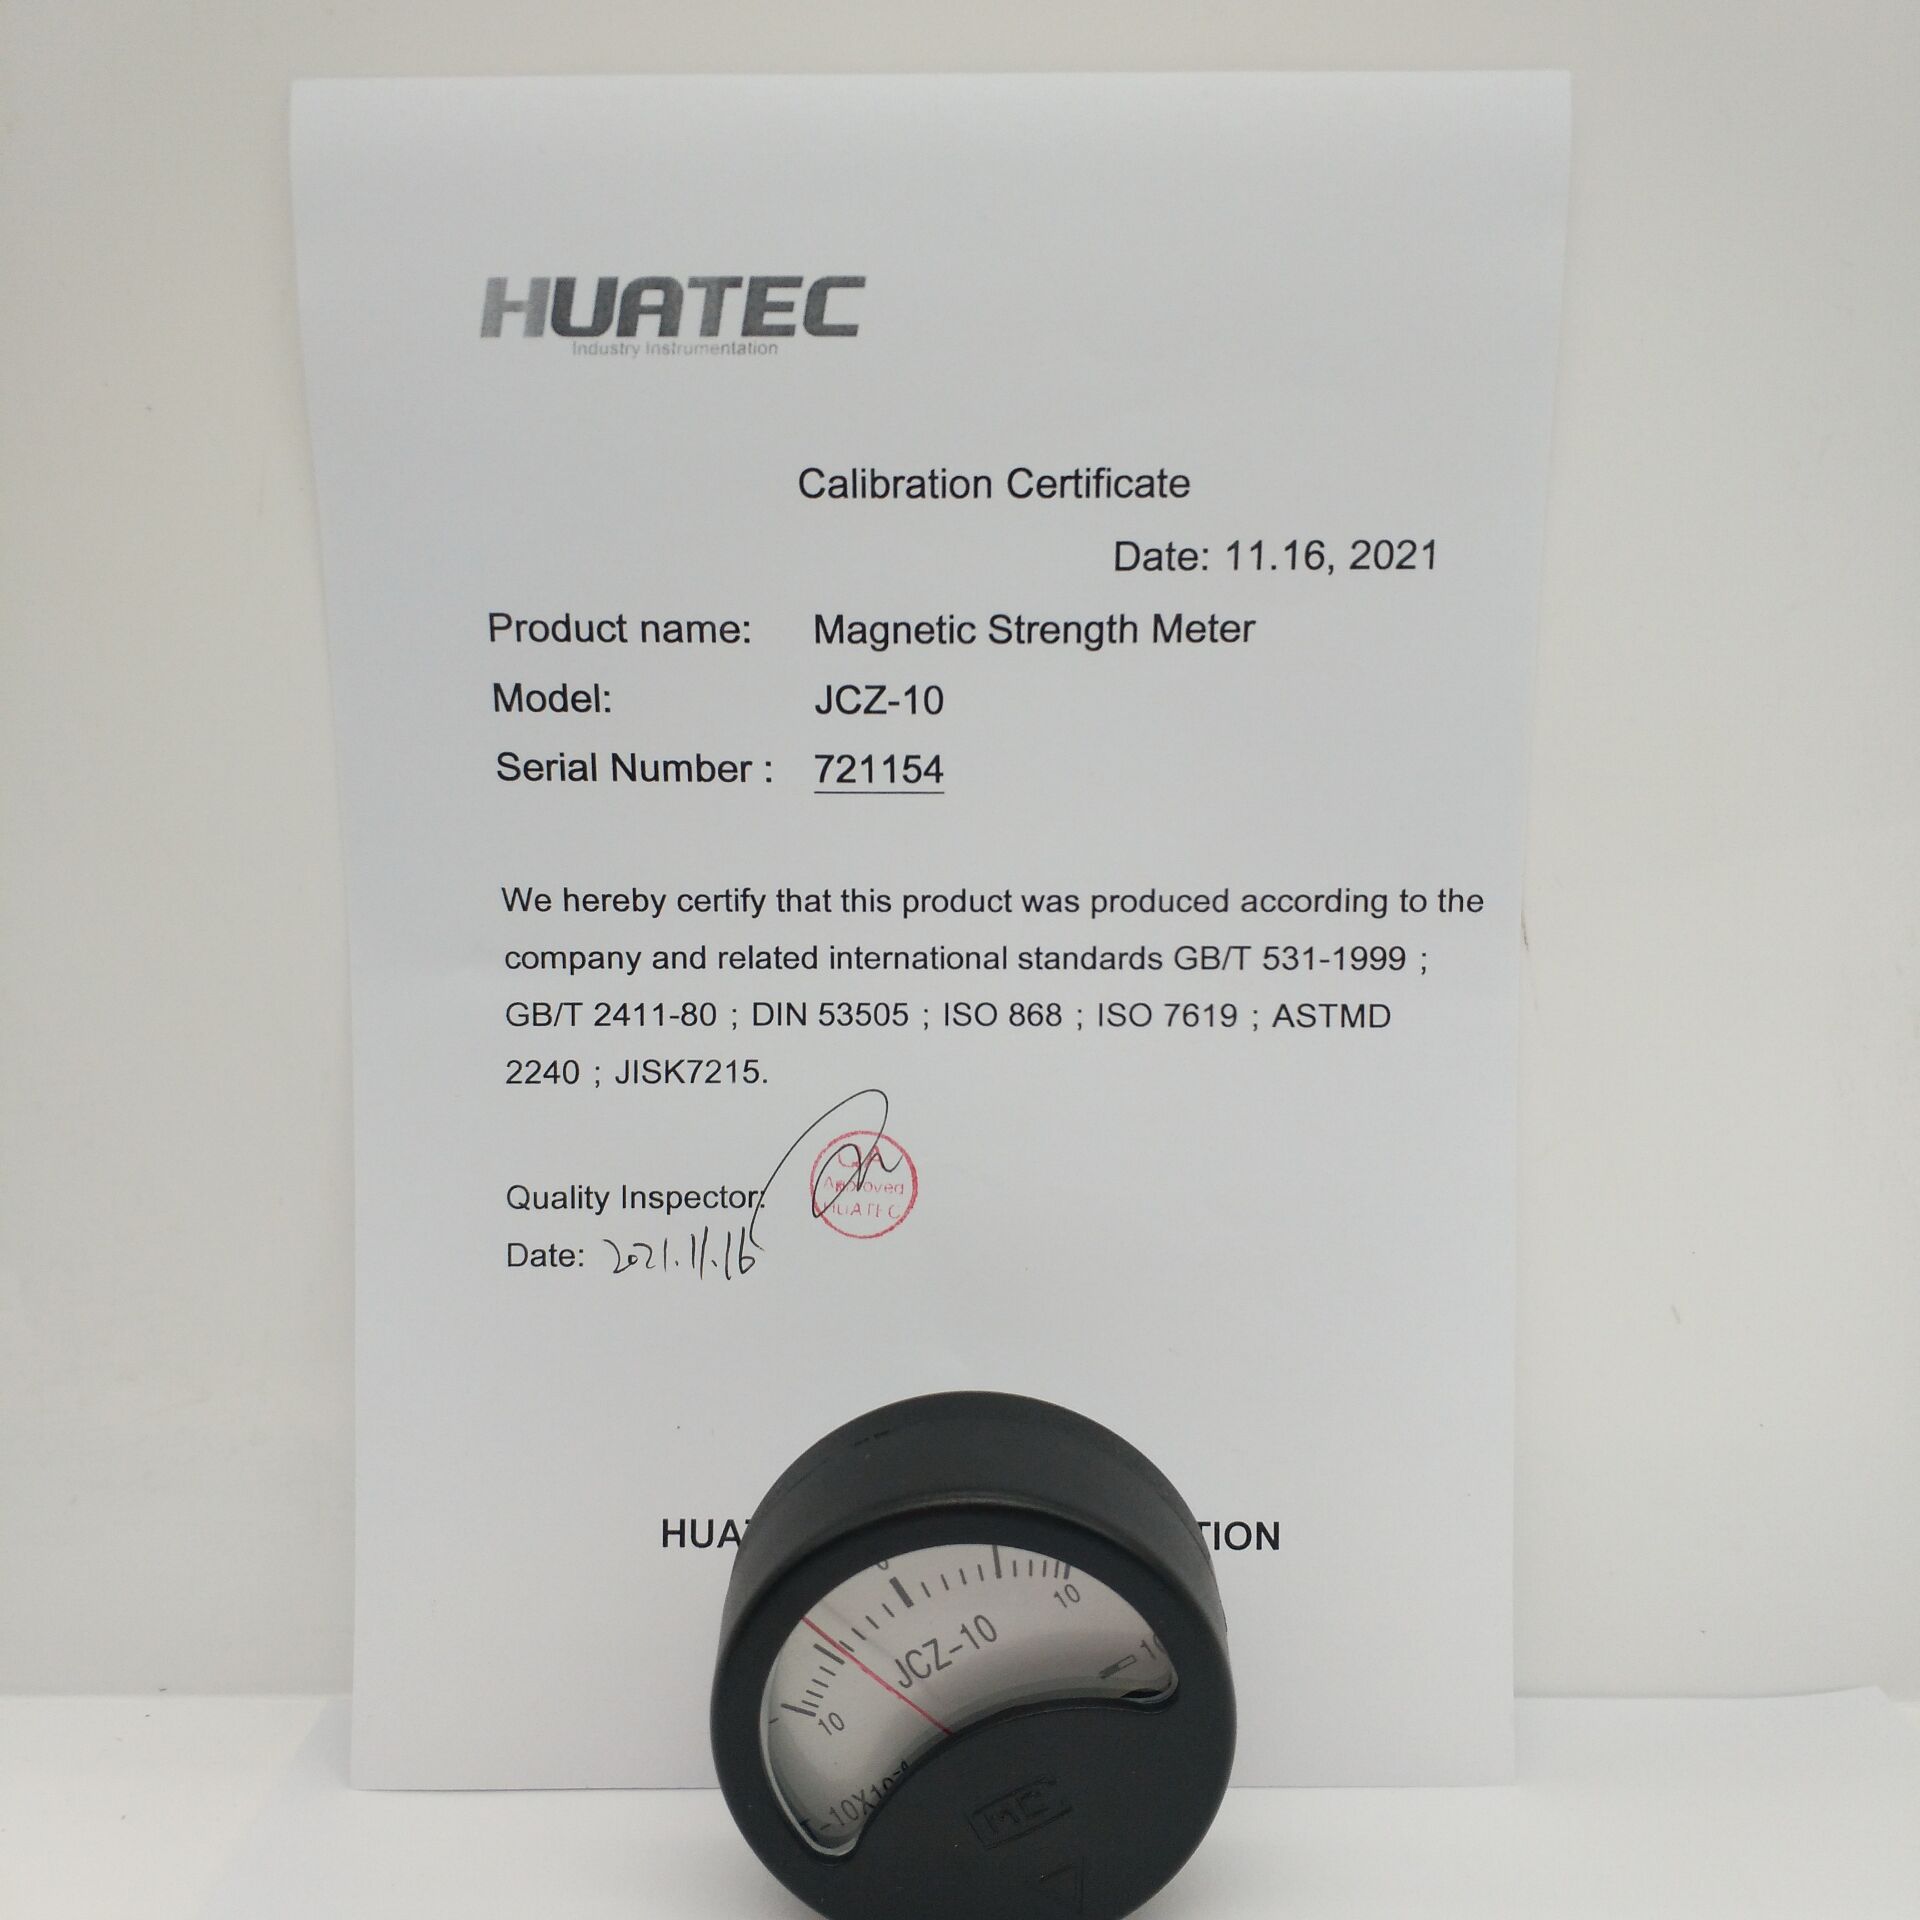 HUATEC
Industry Instrumentation
Calibration Certificate
Date: 11.16, 2021
Product name: Magnetic Strength Meter
Model: JCZ-10
Serial Number : 721154
We hereby certify that this product was produced according to the
company and related international standards GB/T 531-1999 ;
GB/T 2411-80 ; DIN 53505 ; ISO 868 ; ISO 7619 ; ASTMD
2240 ; JISK7215.
QA
Approved
HUATEC
Quality Inspector:
Date: 2021.11.16
HUA TION
10
JCZ-10
10